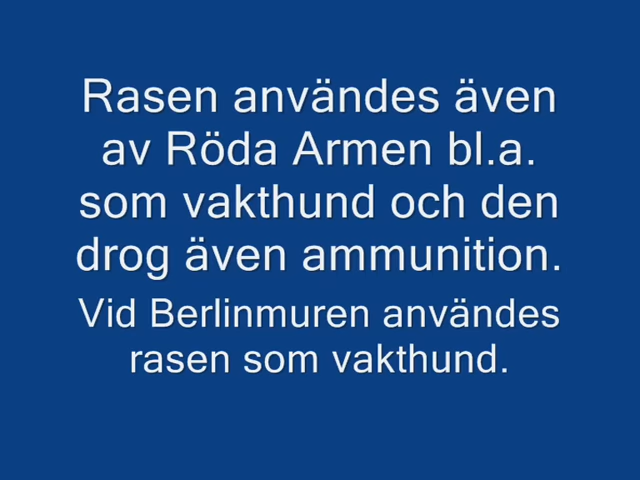 Rasen användes även
av Röda Armen bl.a.
som vakthund och den
drog även ammunition.
Vid Berlinmuren användes
rasen som vakthund.